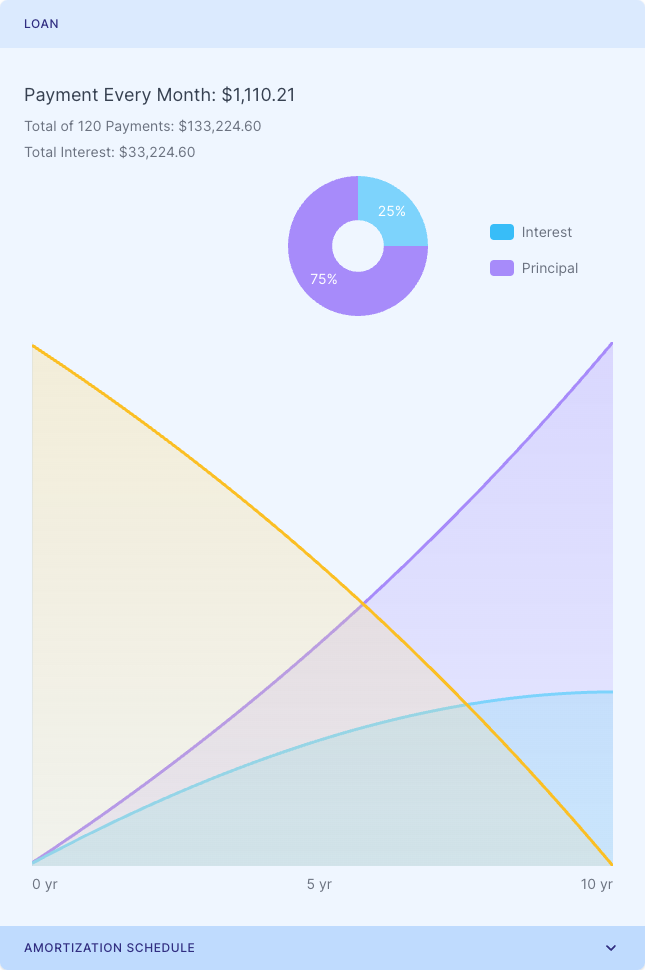 LOAN
Payment Every Month: $1,110.21
Total of 120 Payments: $133,224.60
Total Interest: $33,224.60
25%
75%
Interest
Principal
0 yr
5 yr
10 yr
AMORTIZATION SCHEDULE